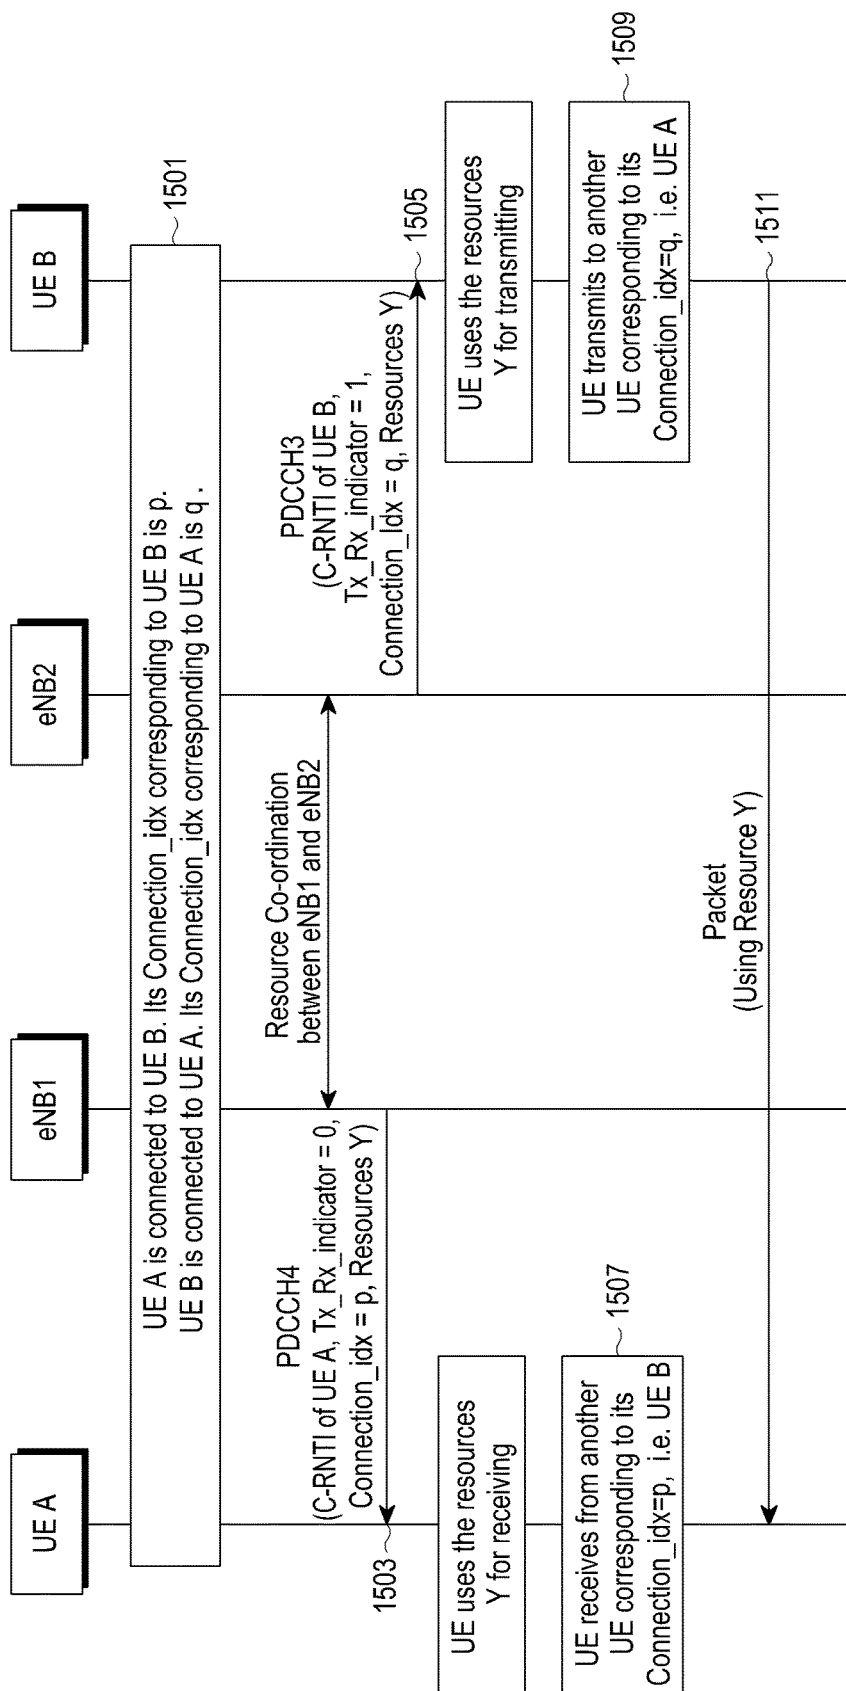 UE A
eNB1
eNB2
UE B
UE A is connected to UE B. Its Connection_idx corresponding to UE B is p.
UE B is connected to UE A. Its Connection_idx corresponding to UE A is q .
1501
Resource Co-ordination
between eNB1 and eNB2
PDCCH4
(C-RNTI of UE A, Tx_Rx_indicator = 0,
Connection_idx = p, Resources Y)
1503
PDCCH3
(C-RNTI of UE B,
Tx_Rx_indicator = 1,
Connection_Idx = q, Resources Y)
1505
UE uses the resources
Y for receiving
UE uses the resources
Y for transmitting
UE receives from another
UE corresponding to its
Connection_idx=p, i.e. UE B
1507
UE transmits to another
UE corresponding to its
Connection_idx=q, i.e. UE A
1509
Packet
(Using Resource Y)
1511